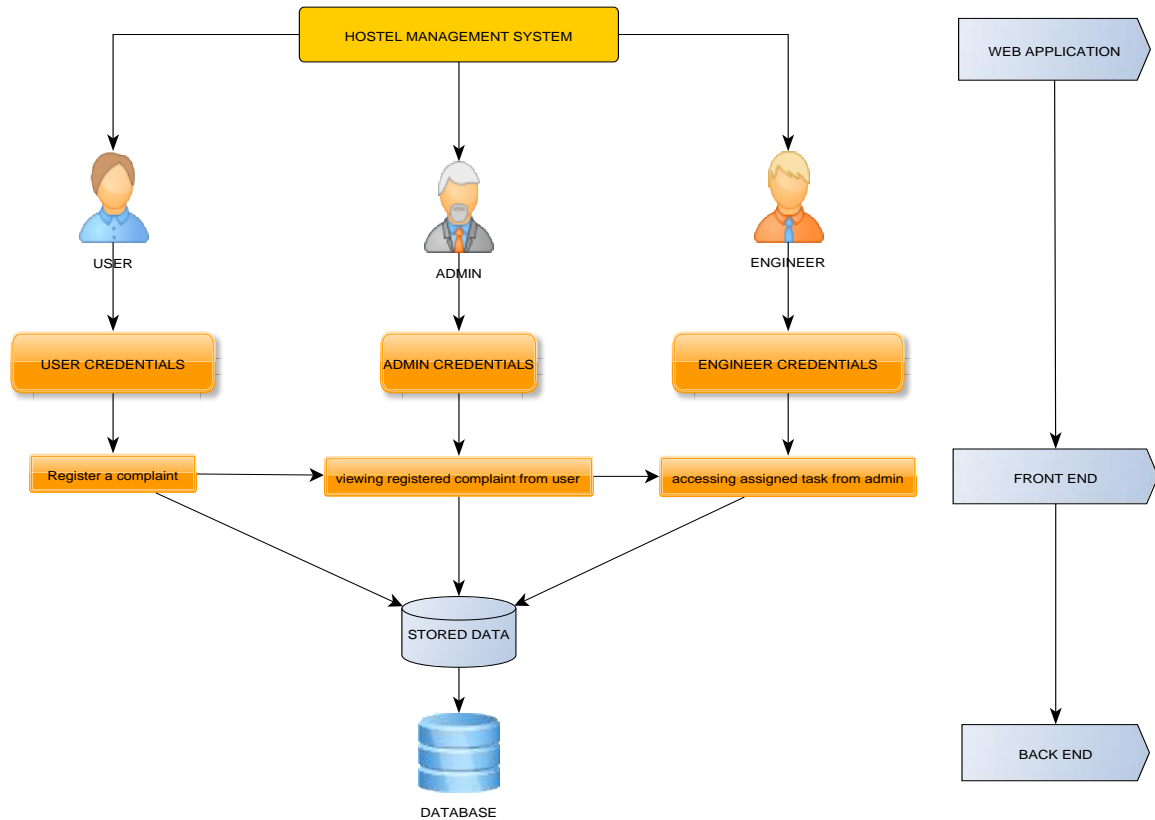 HOSTEL MANAGEMENT SYSTEM
WEB APPLICATION
USER
ADMIN
ENGINEER
USER CREDENTIALS
ADMIN CREDENTIALS
ENGINEER CREDENTIALS
Register a complaint
viewing registered complaint from user
accessing assigned task from admin
FRONT END
STORED DATA
BACK END
DATABASE